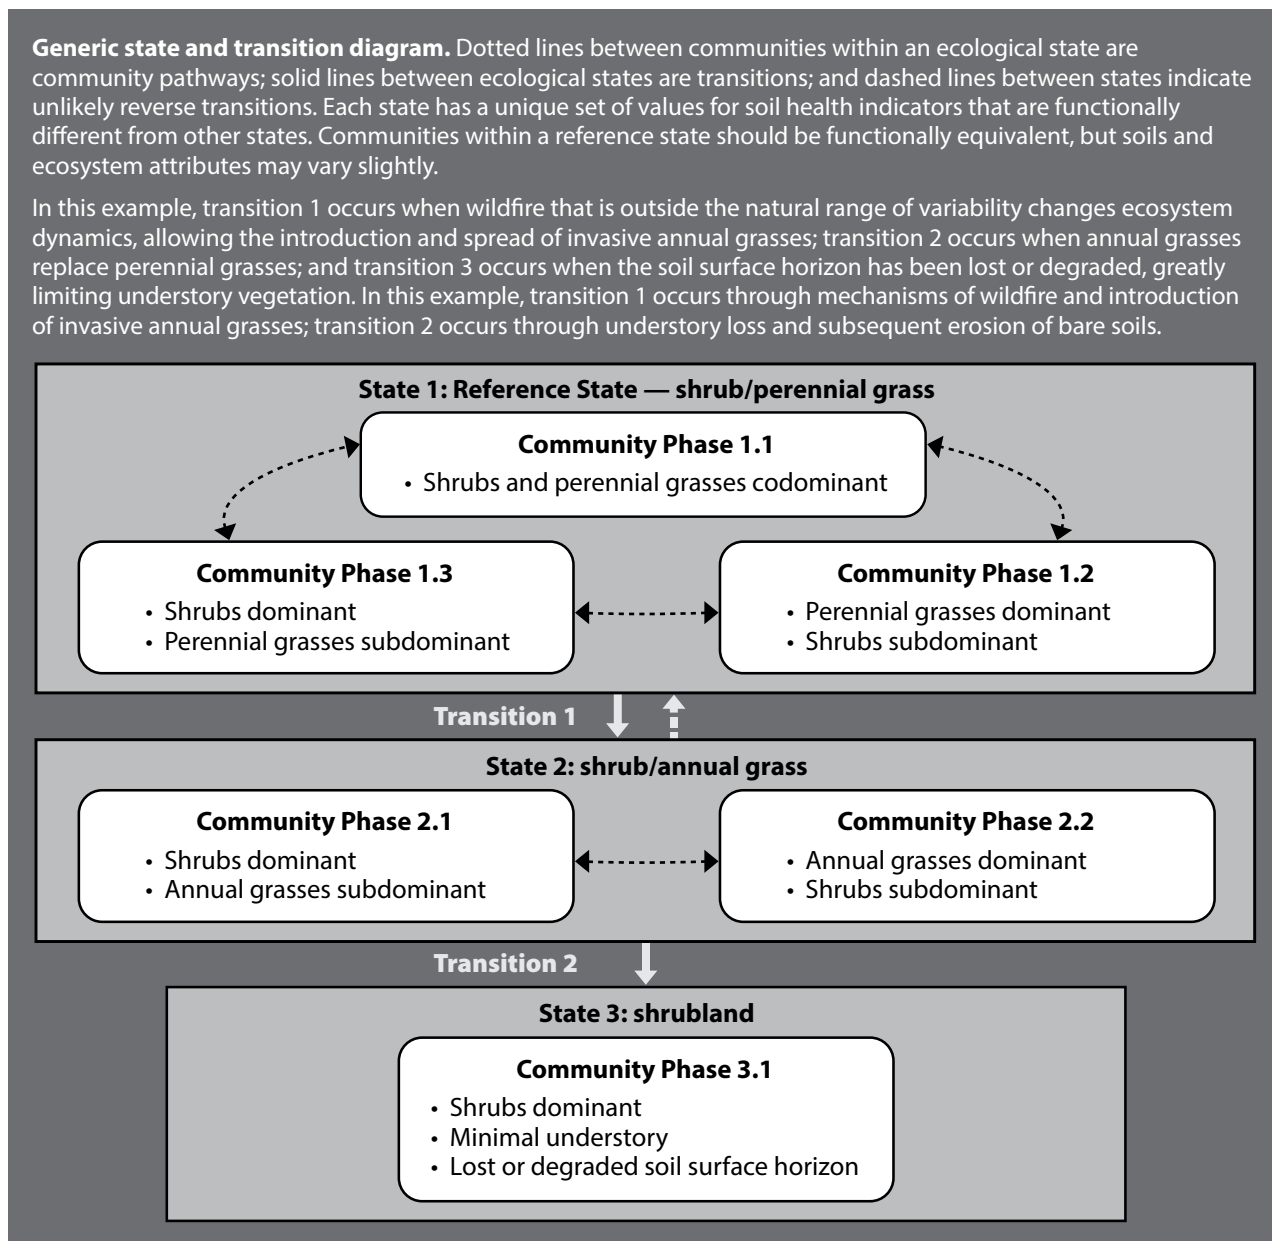 Generic state and transition diagram. Dotted lines between communities within an ecological state are
community pathways; solid lines between ecological states are transitions; and dashed lines between states indicate
unlikely reverse transitions. Each state has a unique set of values for soil health indicators that are functionally
different from other states. Communities within a reference state should be functionally equivalent, but soils and
ecosystem attributes may vary slightly.
In this example, transition 1 occurs when wildfire that is outside the natural range of variability changes ecosystem
dynamics, allowing the introduction and spread of invasive annual grasses; transition 2 occurs when annual grasses
replace perennial grasses; and transition 3 occurs when the soil surface horizon has been lost or degraded, greatly
limiting understory vegetation. In this example, transition 1 occurs through mechanisms of wildfire and introduction
of invasive annual grasses; transition 2 occurs through understory loss and subsequent erosion of bare soils.
State 1: Reference State — shrub/perennial grass
Community Phase 1.1
• Shrubs and perennial grasses codominant
Community Phase 1.3
• Shrubs dominant
• Perennial grasses subdominant
Community Phase 1.2
• Perennial grasses dominant
• Shrubs subdominant
Transition 1
State 2: shrub/annual grass
Community Phase 2.1
• Shrubs dominant
• Annual grasses subdominant
Community Phase 2.2
• Annual grasses dominant
• Shrubs subdominant
Transition 2
State 3: shrubland
Community Phase 3.1
• Shrubs dominant
• Minimal understory
• Lost or degraded soil surface horizon